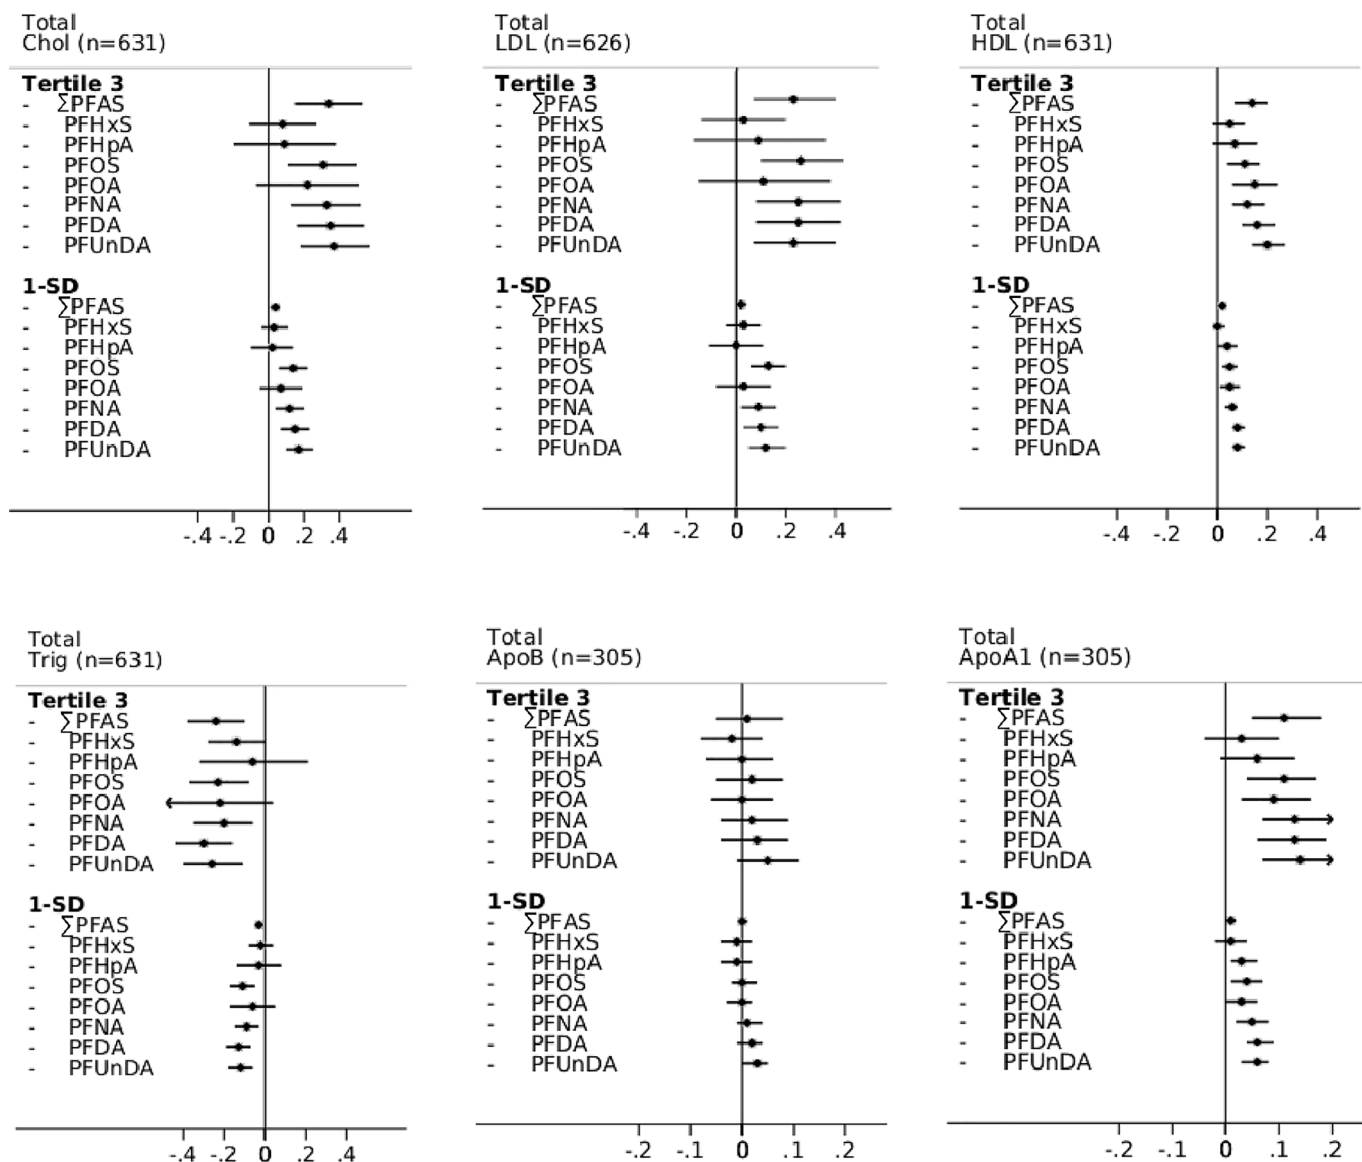 Total
Chol (n=631)
Tertile 3
- ∑PFAS
- PFHxS
- PFHpA
- PFOS
- PFOA
- PFNA
- PFDA
- PFUnDA
1-SD
- ∑PFAS
- PFHxS
- PFHpA
- PFOS
- PFOA
- PFNA
- PFDA
- PFUnDA
-.4 -.2 0 .2 .4
Total
LDL (n=626)
Tertile 3
- ∑PFAS
- PFHxS
- PFHpA
- PFOS
- PFOA
- PFNA
- PFDA
- PFUnDA
1-SD
- ∑PFAS
- PFHxS
- PFHpA
- PFOS
- PFOA
- PFNA
- PFDA
- PFUnDA
-.4 -.2 0 .2 .4
Total
HDL (n=631)
Tertile 3
- ∑PFAS
- PFHxS
- PFHpA
- PFOS
- PFOA
- PFNA
- PFDA
- PFUnDA
1-SD
- ∑PFAS
- PFHxS
- PFHpA
- PFOS
- PFOA
- PFNA
- PFDA
- PFUnDA
-.4 -.2 0 .2 .4
Total
Trig (n=631)
Tertile 3
- ∑PFAS
- PFHxS
- PFHpA
- PFOS
- PFOA
- PFNA
- PFDA
- PFUnDA
1-SD
- ∑PFAS
- PFHxS
- PFHpA
- PFOS
- PFOA
- PFNA
- PFDA
- PFUnDA
-.4 -.2 0 .2 .4
Total
ApoB (n=305)
Tertile 3
- ∑PFAS
- PFHxS
- PFHpA
- PFOS
- PFOA
- PFNA
- PFDA
- PFUnDA
1-SD
- ∑PFAS
- PFHxS
- PFHpA
- PFOS
- PFOA
- PFNA
- PFDA
- PFUnDA
-.2 -.1 0 .1 .2
Total
ApoA1 (n=305)
Tertile 3
- ∑PFAS
- PFHxS
- PFHpA
- PFOS
- PFOA
- PFNA
- PFDA
- PFUnDA
1-SD
- ∑PFAS
- PFHxS
- PFHpA
- PFOS
- PFOA
- PFNA
- PFDA
- PFUnDA
-.2 -.1 0 .1 .2